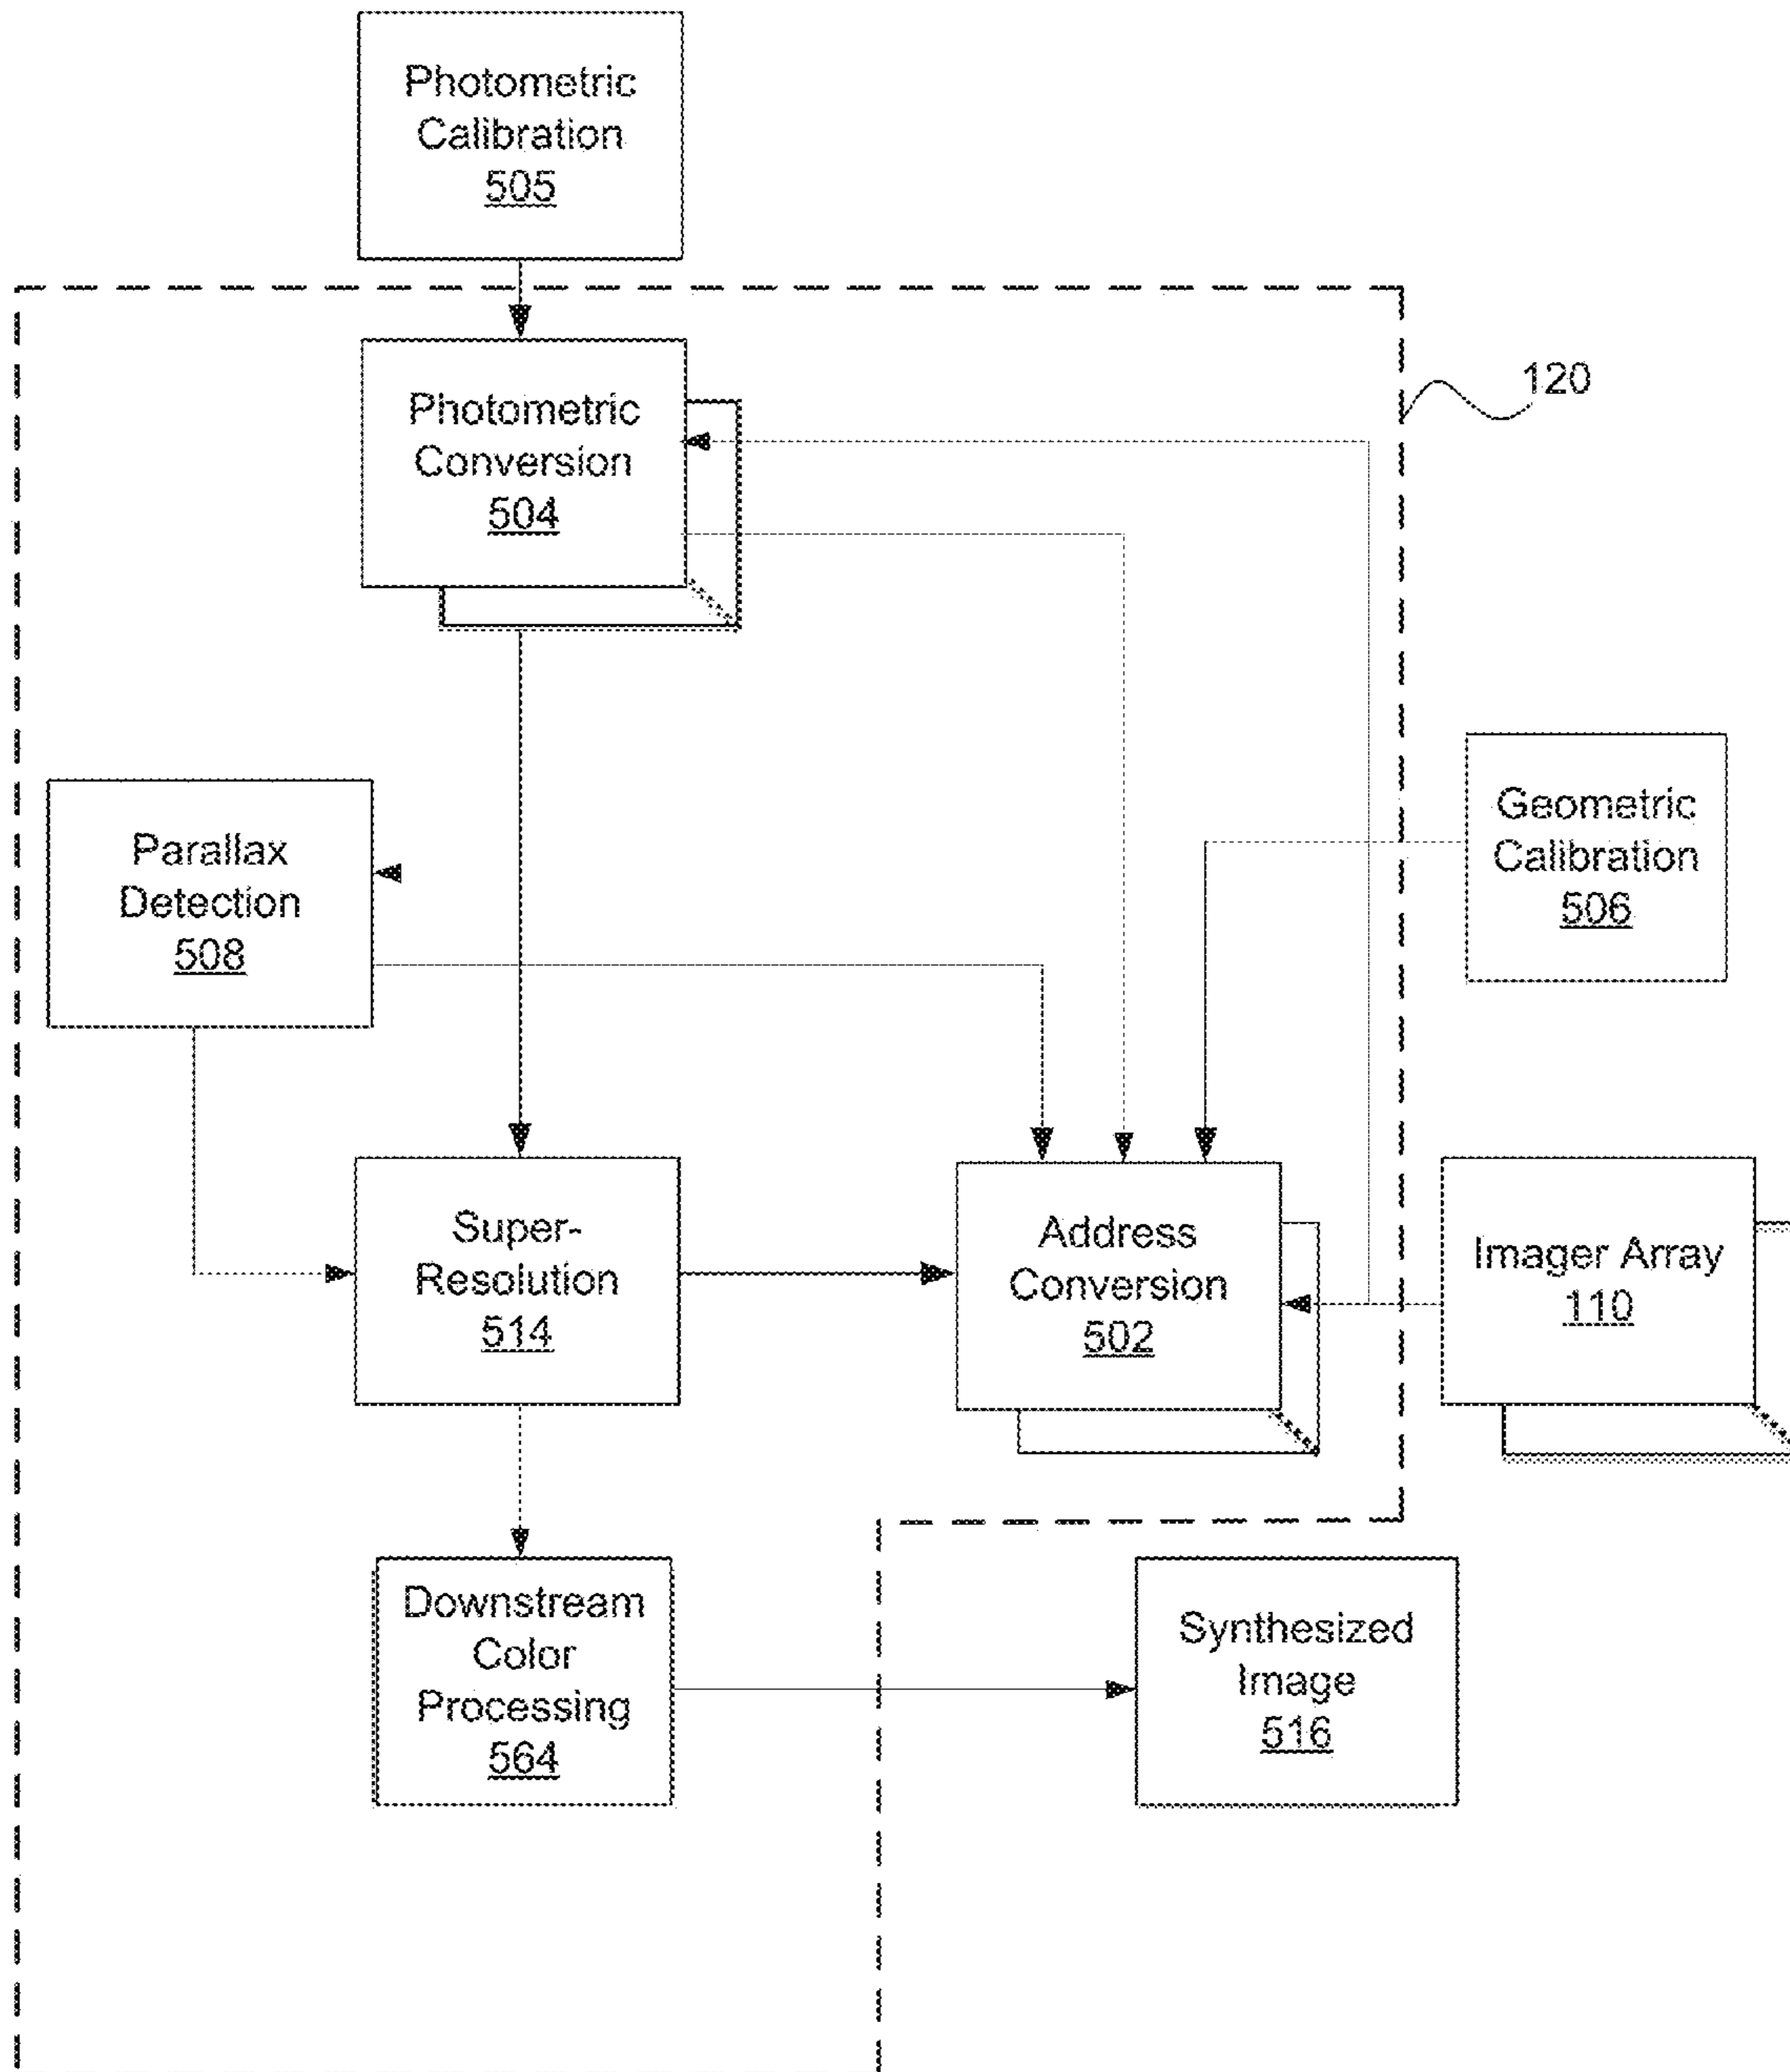 Photometric
Calibration
505
Photometric
Conversion
504
120
Parallax
Detection
508
Geometric
Calibration
506
Super-
Resolution
514
Address
Conversion
502
Imager Array
110
Downstream
Color
Processing
564
Synthesized
Image
516